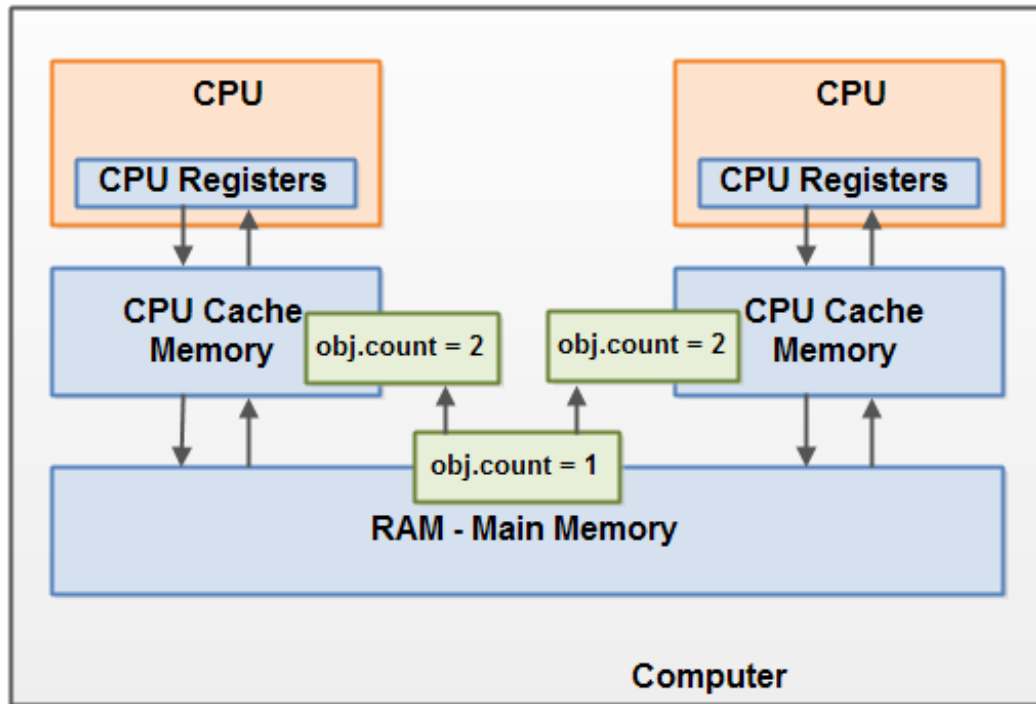 CPU
CPU
CPU Registers
CPU Registers
CPU Cache
Memory
obj.count = 2
obj.count = 2
CPU Cache
Memory
obj.count = 1
RAM - Main Memory
Computer